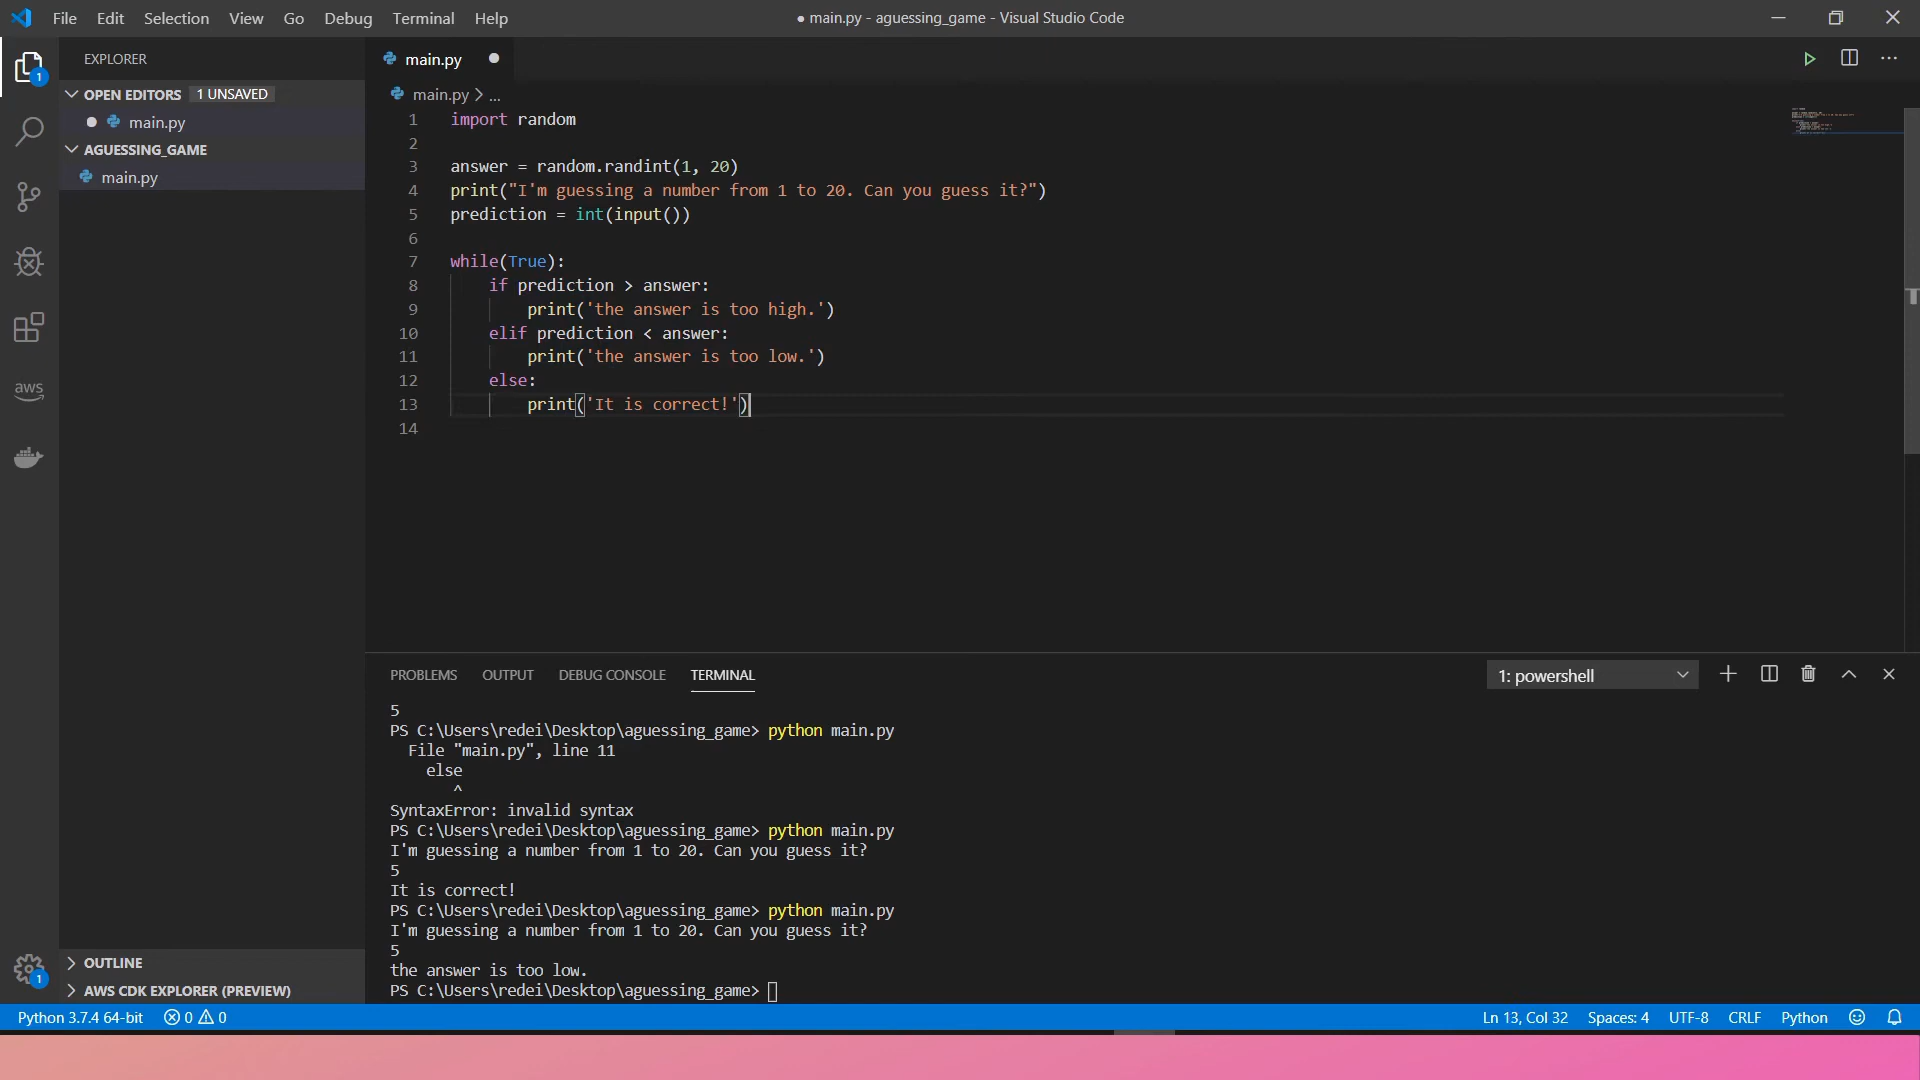 File Edit Selection View Go Debug Terminal Help
● main.py - aguessing_game - Visual Studio Code
EXPLORER
OPEN EDITORS 1 UNSAVED
main.py
AGUESSING_GAME
main.py
1
aws
1
OUTLINE
AWS CDK EXPLORER (PREVIEW)
main.py
main.py > ...
1 import random
2
3 answer = random.randint(1, 20)
4 print("I'm guessing a number from 1 to 20. Can you guess it?")
5 prediction = int(input())
6
7 while(True):
8 if prediction > answer:
9 print('the answer is too high.')
10 elif prediction < answer:
11 print('the answer is too low.')
12 else:
13 print('It is correct!')
14
PROBLEMS OUTPUT DEBUG CONSOLE TERMINAL
1: powershell
5
PS C:\Users\redei\Desktop\aguessing_game> python main.py
File "main.py", line 11
else
^
SyntaxError: invalid syntax
PS C:\Users\redei\Desktop\aguessing_game> python main.py
I'm guessing a number from 1 to 20. Can you guess it?
5
It is correct!
PS C:\Users\redei\Desktop\aguessing_game> python main.py
I'm guessing a number from 1 to 20. Can you guess it?
5
the answer is too low.
PS C:\Users\redei\Desktop\aguessing_game>
Python 3.7.4 64-bit 0 0
Ln 13, Col 32 Spaces: 4 UTF-8 CRLF Python